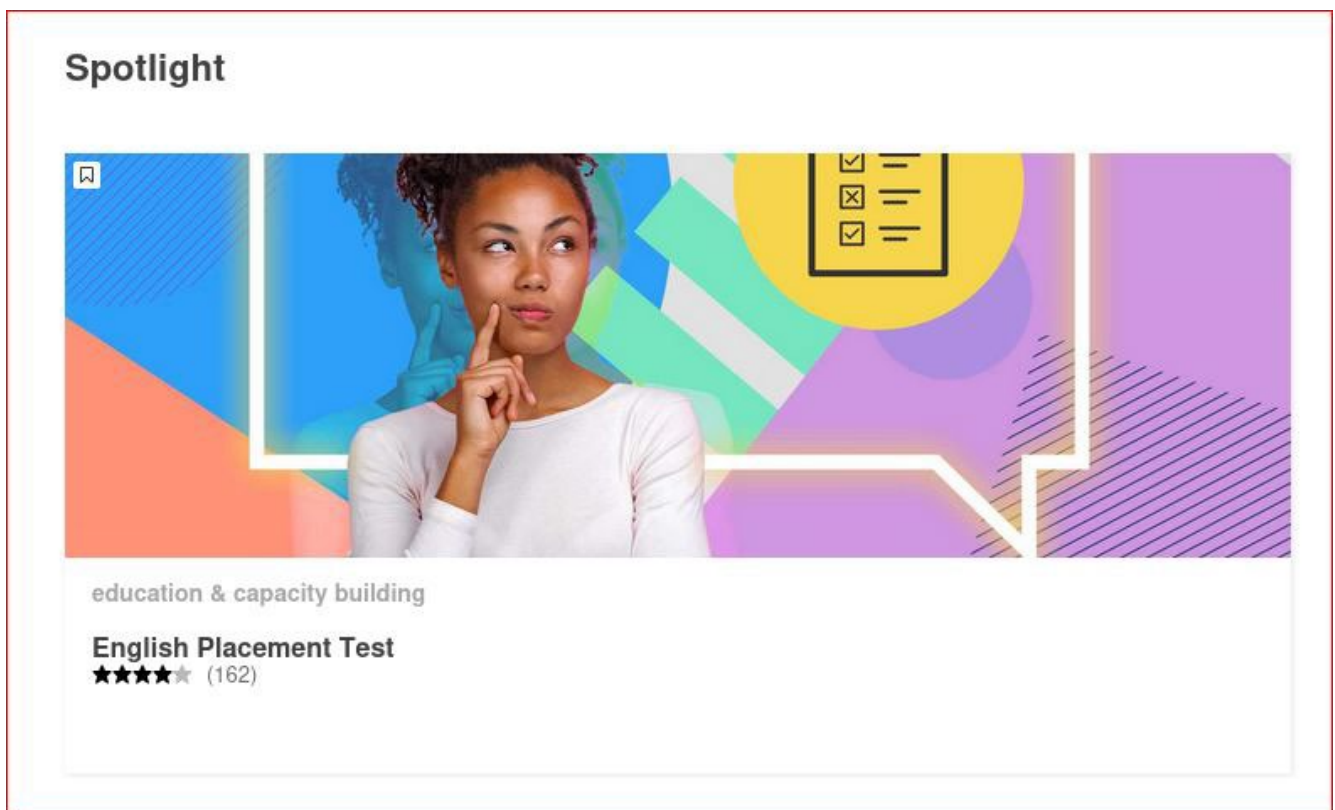 Spotlight
education & capacity building
English Placement Test
(162)